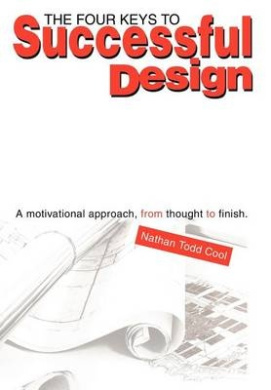 THE FOUR KEYS TO
Successful
Design
A motivational approach, from thought to finish.
Nathan Todd Cool